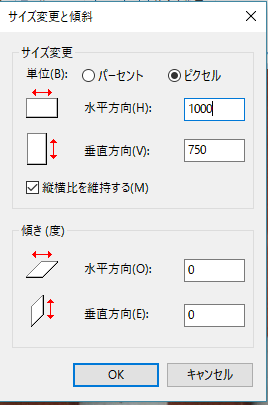 サイズ変更と傾斜
サイズ変更
単位(B): パーセント ピクセル
水平方向(H): 1000
垂直方向(V): 750
縦横比を維持する(M)
傾き (度)
水平方向(O): 0
垂直方向(E): 0
OK キャンセル